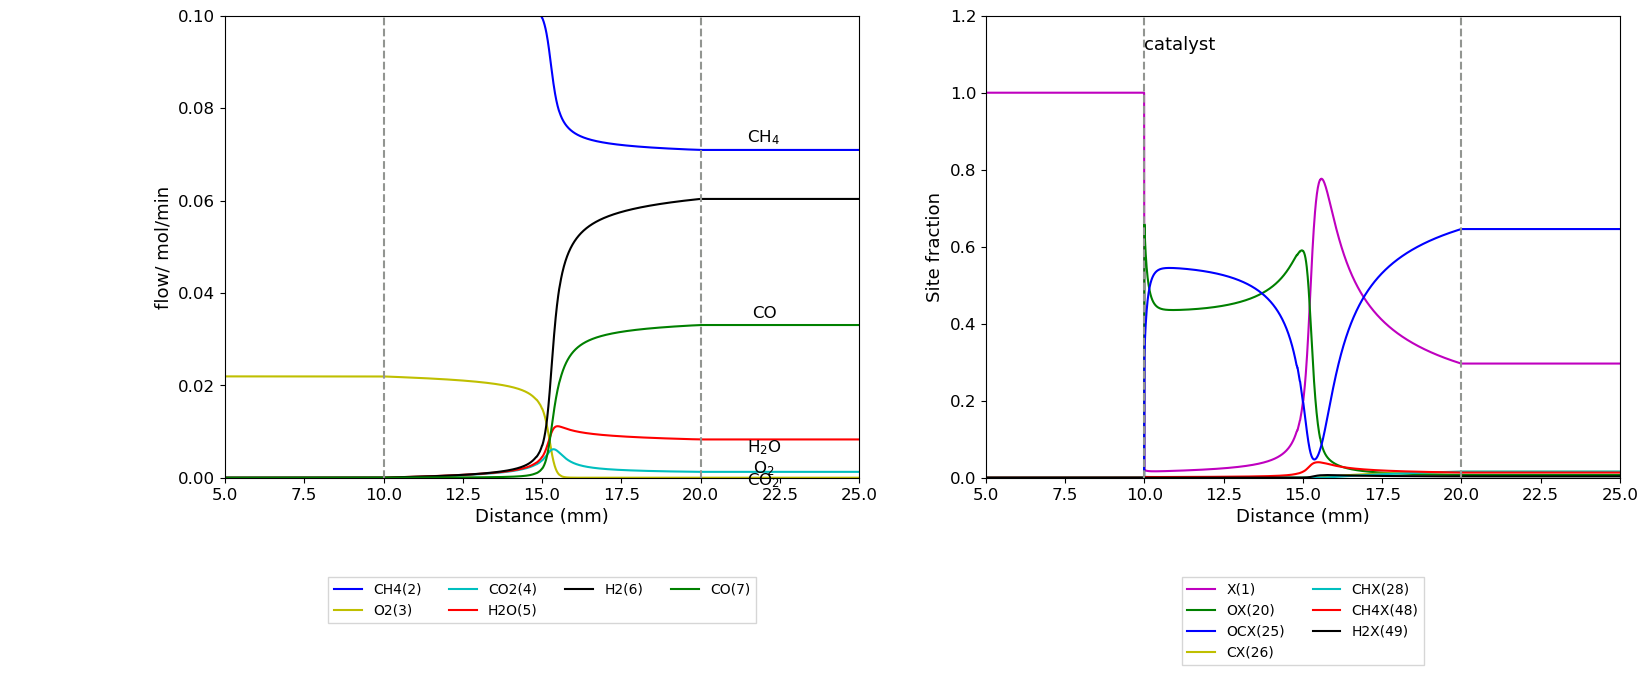 0.10
0.08
0.06
0.04
0.02
0.00
flow/ mol/min
CH₄
CO
H₂O
O₂
CO₂
5.0 7.5 10.0 12.5 15.0 17.5 20.0 22.5 25.0
Distance (mm)
CH4(2) CO2(4) H2(6) CO(7)
O2(3) H2O(5)
1.2
1.0
0.8
0.6
0.4
0.2
0.0
Site fraction
catalyst
5.0 7.5 10.0 12.5 15.0 17.5 20.0 22.5 25.0
Distance (mm)
X(1) CHX(28)
OX(20) CH4X(48)
OCX(25) H2X(49)
CX(26)